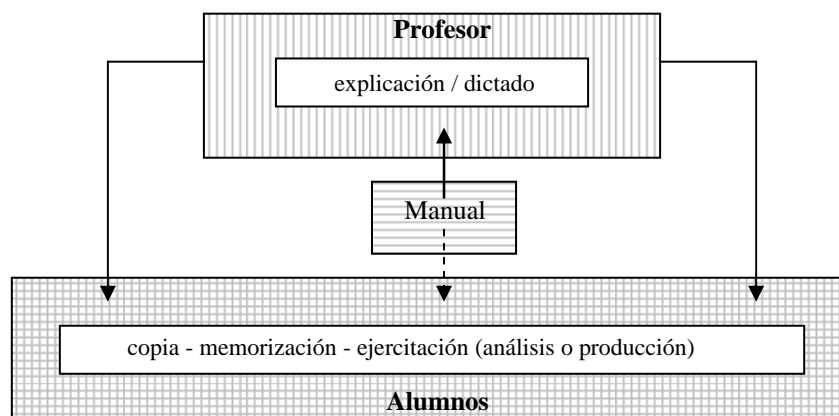 Profesor
explicación / dictado
Manual
copia - memorización - ejercitación (análisis o producción)
Alumnos